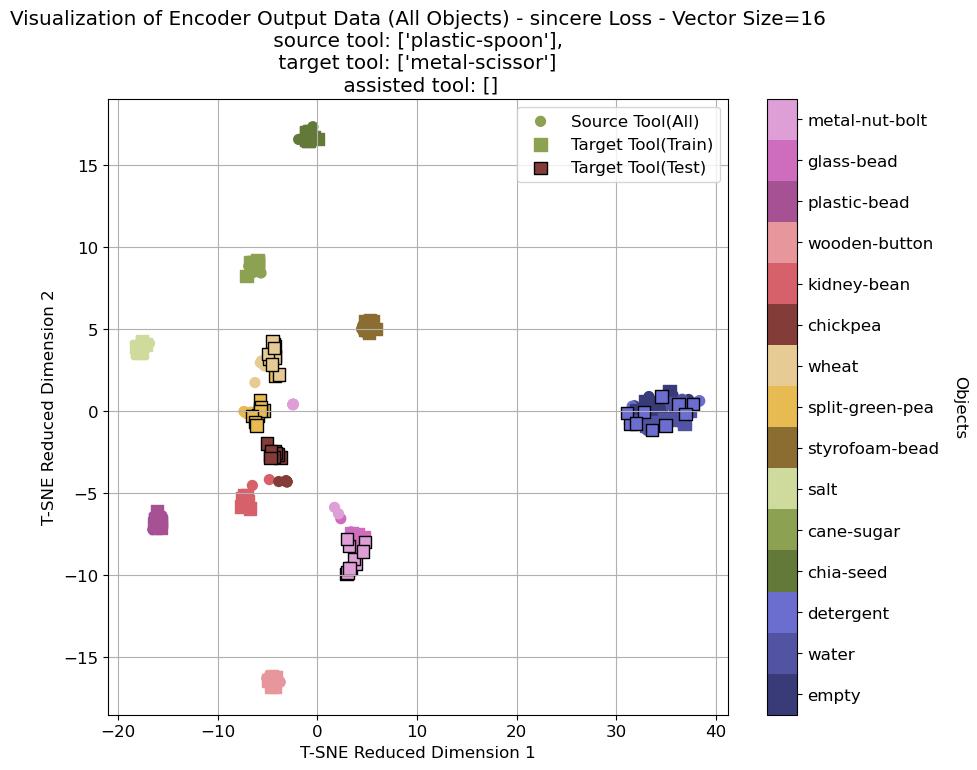 Visualization of Encoder Output Data (All Objects) - sincere Loss - Vector Size=16
source tool: ['plastic-spoon'],
target tool: ['metal-scissor']
assisted tool: []
Source Tool(All)
Target Tool(Train)
Target Tool(Test)
15
10
5
0
−5
−10
−15
T-SNE Reduced Dimension 2
−20
−10
0
10
20
30
40
T-SNE Reduced Dimension 1
metal-nut-bolt
glass-bead
plastic-bead
wooden-button
kidney-bean
chickpea
wheat
split-green-pea
styrofoam-bead
salt
cane-sugar
chia-seed
detergent
water
empty
Objects